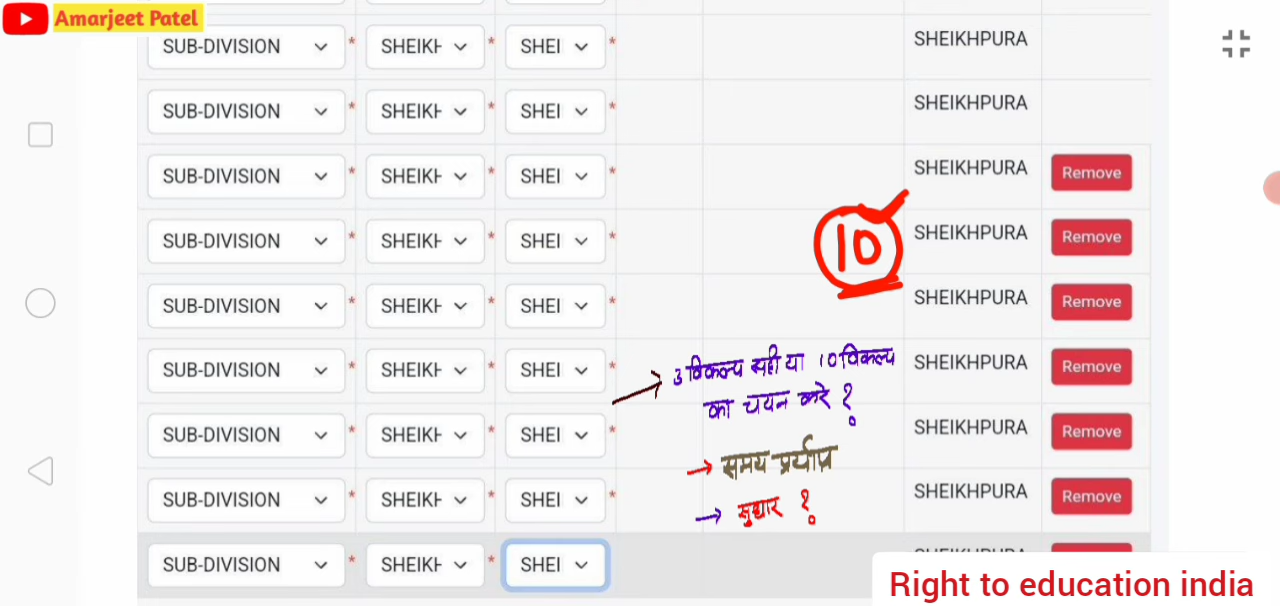 Amarjeet Patel
SUB-DIVISION * SHEIKH * SHEI * SHEIKHPURA
SUB-DIVISION * SHEIKH * SHEI * SHEIKHPURA
SUB-DIVISION * SHEIKH * SHEI * SHEIKHPURA Remove
SUB-DIVISION * SHEIKH * SHEI * SHEIKHPURA Remove
10
SUB-DIVISION * SHEIKH * SHEI * SHEIKHPURA Remove
SUB-DIVISION * SHEIKH * SHEI * SHEIKHPURA Remove
3 विकल्प सही या 10 विकल्प
का चयन करे ?
SUB-DIVISION * SHEIKH * SHEI * SHEIKHPURA Remove
→ समय प्रर्याप्र
SUB-DIVISION * SHEIKH * SHEI * SHEIKHPURA Remove
→ सुधार ?
SUB-DIVISION * SHEIKH * SHEI
Right to education india